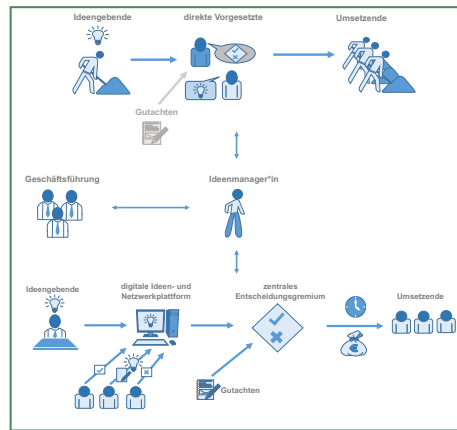 Ideengebende
direkte Vorgesetzte
Umsetzende
Gutachten
Geschäftsführung
Ideenmanager*in
Ideengebende
digitale Ideen- und
Netzwerkplattform
zentrales
Entscheidungsgremium
Umsetzende
€
Gutachten